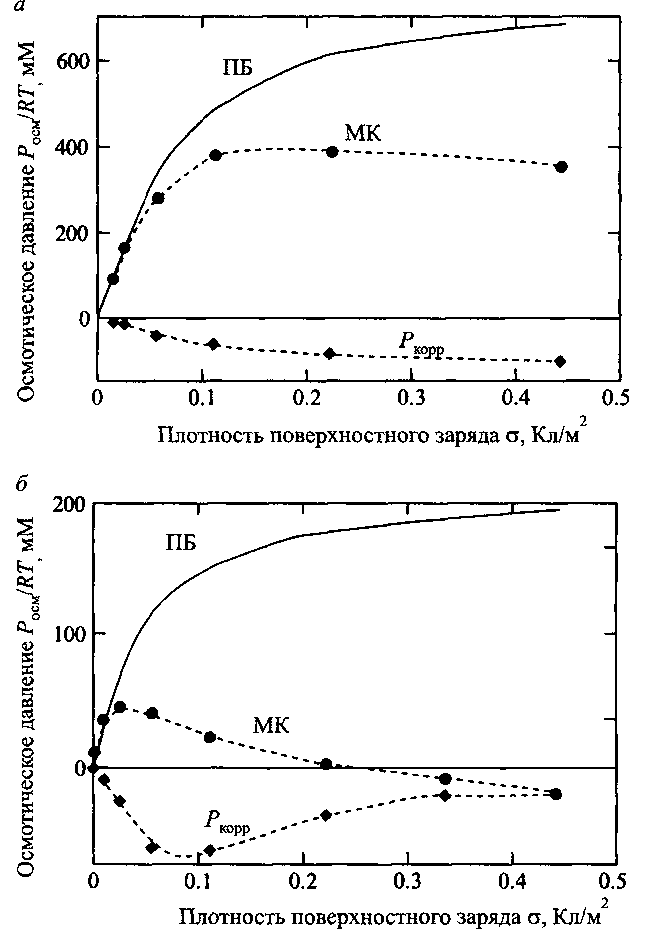 а
Осмотическое давление Pосм/RT, мМ
600
400
200
0
ПБ
МК
Pкорр
0
0.1
0.2
0.3
0.4
0.5
Плотность поверхностного заряда σ, Кл/м²
б
Осмотическое давление Pосм/RT, мМ
200
100
0
ПБ
МК
Pкорр
0
0.1
0.2
0.3
0.4
0.5
Плотность поверхностного заряда σ, Кл/м²